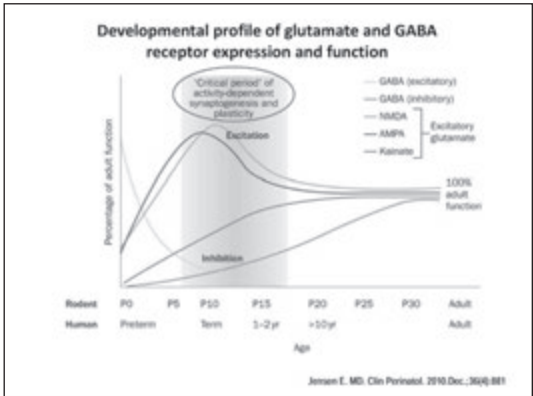 Developmental profile of glutamate and GABA
receptor expression and function
'Critical period' of
activity-dependent
synaptogenesis and
plasticity
GABA (excitatory)
GABA (inhibitory)
NMDA
AMPA
Kainate
Excitatory
glutamate
Excitation
Inhibition
Percentage of adult function
100%
adult
function
Rodent P0 P5 P10 P15 P20 P25 P30 Adult
Human Preterm Term 1–2 yr >10 yr Adult
Age
Jensen E. MD. Clin Perinatol. 2010.Dec.;36(4):881